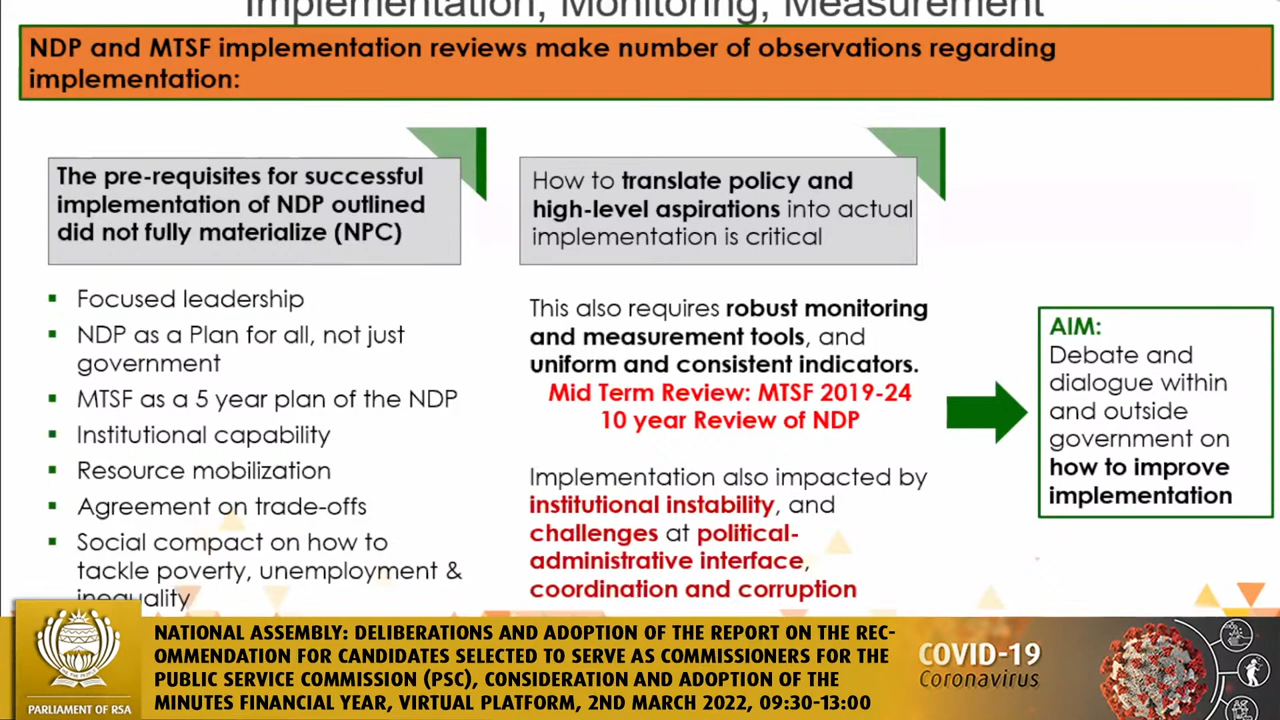 Implementation, Monitoring, Measurement
NDP and MTSF implementation reviews make number of observations regarding
implementation:
The pre-requisites for successful
implementation of NDP outlined
did not fully materialize (NPC)
▪ Focused leadership
▪ NDP as a Plan for all, not just
government
▪ MTSF as a 5 year plan of the NDP
▪ Institutional capability
▪ Resource mobilization
▪ Agreement on trade-offs
▪ Social compact on how to
tackle poverty, unemployment &
inequality
How to translate policy and
high-level aspirations into actual
implementation is critical
This also requires robust monitoring
and measurement tools, and
uniform and consistent indicators.
Mid Term Review: MTSF 2019-24
10 year Review of NDP
Implementation also impacted by
institutional instability, and
challenges at political-
administrative interface,
coordination and corruption
AIM:
Debate and
dialogue within
and outside
government on
how to improve
implementation
PARLIAMENT OF RSA
NATIONAL ASSEMBLY: DELIBERATIONS AND ADOPTION OF THE REPORT ON THE REC-
OMMENDATION FOR CANDIDATES SELECTED TO SERVE AS COMMISSIONERS FOR THE
PUBLIC SERVICE COMMISSION (PSC), CONSIDERATION AND ADOPTION OF THE
MINUTES FINANCIAL YEAR, VIRTUAL PLATFORM, 2ND MARCH 2022, 09:30-13:00
COVID-19
Coronavirus